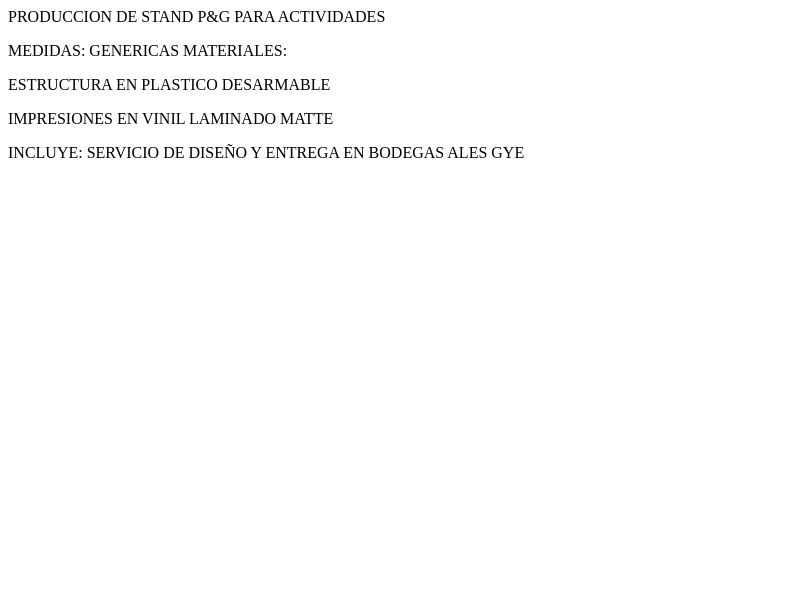 PRODUCCION DE STAND P&G PARA ACTIVIDADES
MEDIDAS: GENERICAS MATERIALES:
ESTRUCTURA EN PLASTICO DESARMABLE
IMPRESIONES EN VINIL LAMINADO MATTE
INCLUYE: SERVICIO DE DISEÑO Y ENTREGA EN BODEGAS ALES GYE